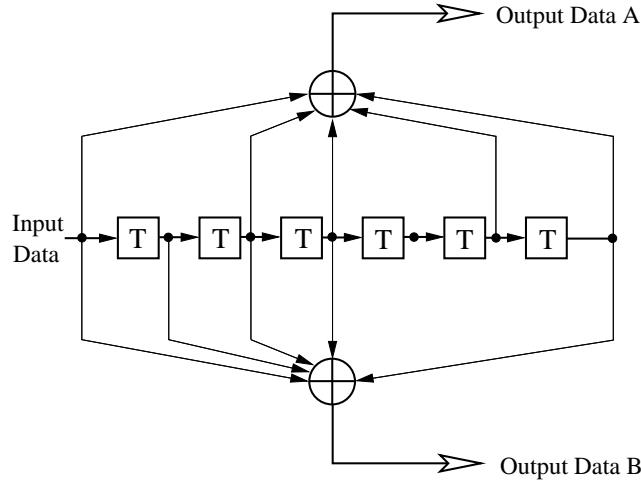 Output Data A
Input
Data
T T T T T T
Output Data B